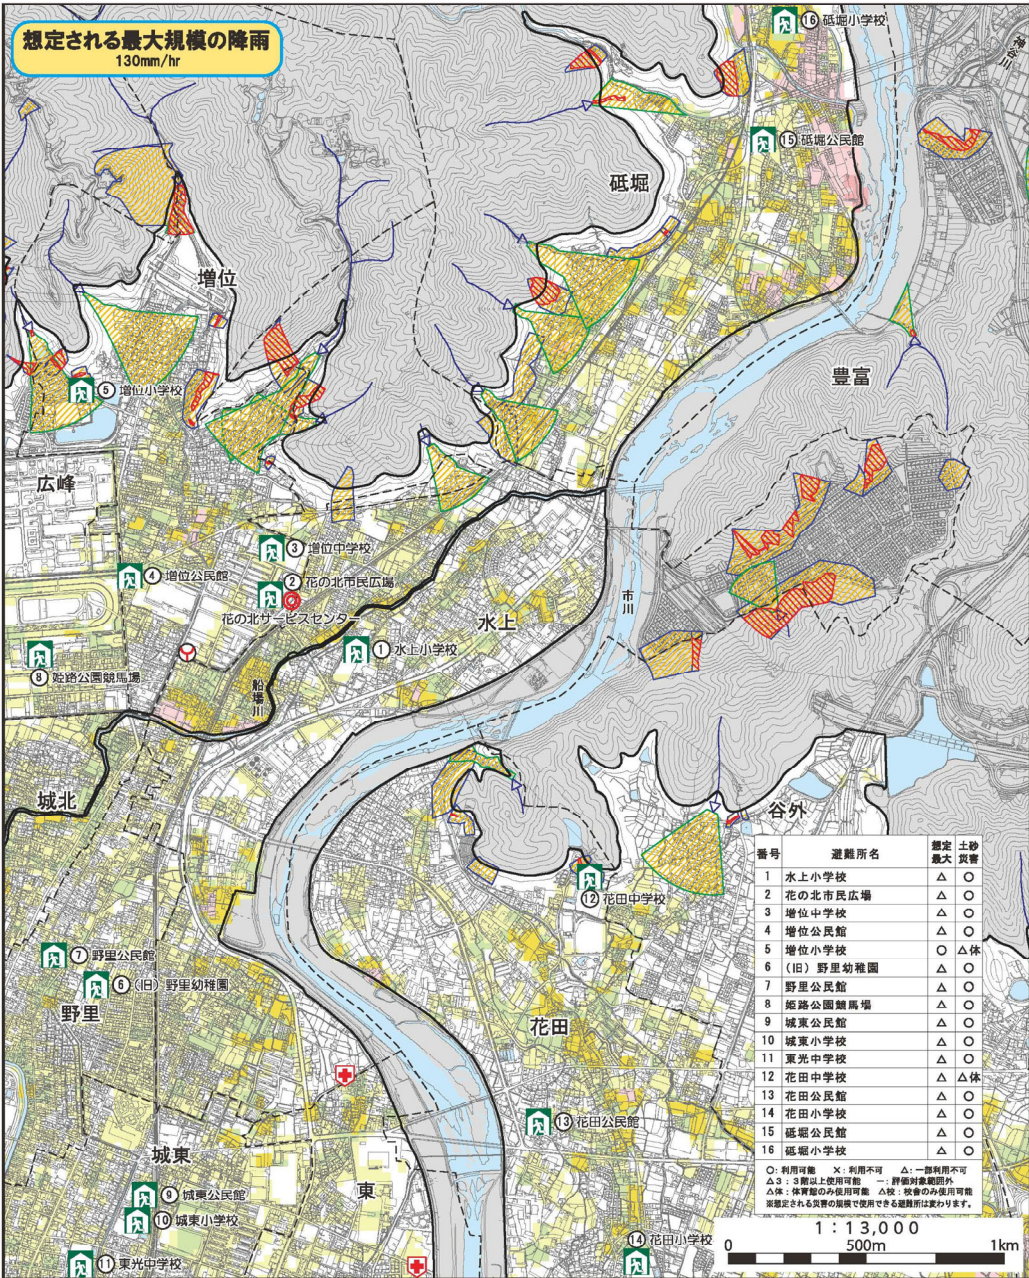 想定される最大規模の降雨
130mm/hr
⑯砥堀小学校
神谷川
⑮砥堀公民館
砥堀
増位
豊富
⑤増位小学校
広峰
③増位中学校
④増位公民館
②花の北市民広場
花の北サービスセンター
市川
水上
①水上小学校
⑧姫路公園競馬場
船場川
城北
谷外
⑫花田中学校
⑦野里公民館
⑥(旧)野里幼稚園
野里
花田
⑬花田公民館
城東
東
⑨城東公民館
⑩城東小学校
⑪東光中学校
⑭花田小学校
番号 避難所名 想定最大 土砂災害
1 水上小学校 △ ○
2 花の北市民広場 △ ○
3 増位中学校 △ ○
4 増位公民館 △ ○
5 増位小学校 ○ △体
6 (旧)野里幼稚園 △ ○
7 野里公民館 △ ○
8 姫路公園競馬場 △ ○
9 城東公民館 △ ○
10 城東小学校 △ ○
11 東光中学校 △ ○
12 花田中学校 △ △体
13 花田公民館 △ ○
14 花田小学校 △ ○
15 砥堀公民館 △ ○
16 砥堀小学校 △ ○
○:利用可能 ×:利用不可 △:一部利用不可
△3:3階以上使用可能 ー:評価対象範囲外
△体:体育館のみ使用可能 △校:校舎のみ使用可能
※想定される災害の規模で使用できる避難所は変わります。
1:13,000
0 500m 1km